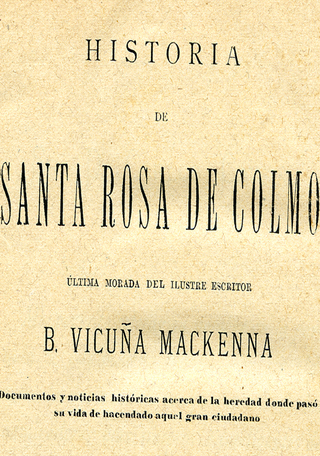 HISTORIA
DE
SANTA ROSA DE COLMO
ÚLTIMA MORADA DEL ILUSTRE ESCRITOR
B. VICUÑA MACKENNA
Documentos y noticias históricas acerca de la heredad donde pasó
su vida de hacendado aquel gran ciudadano